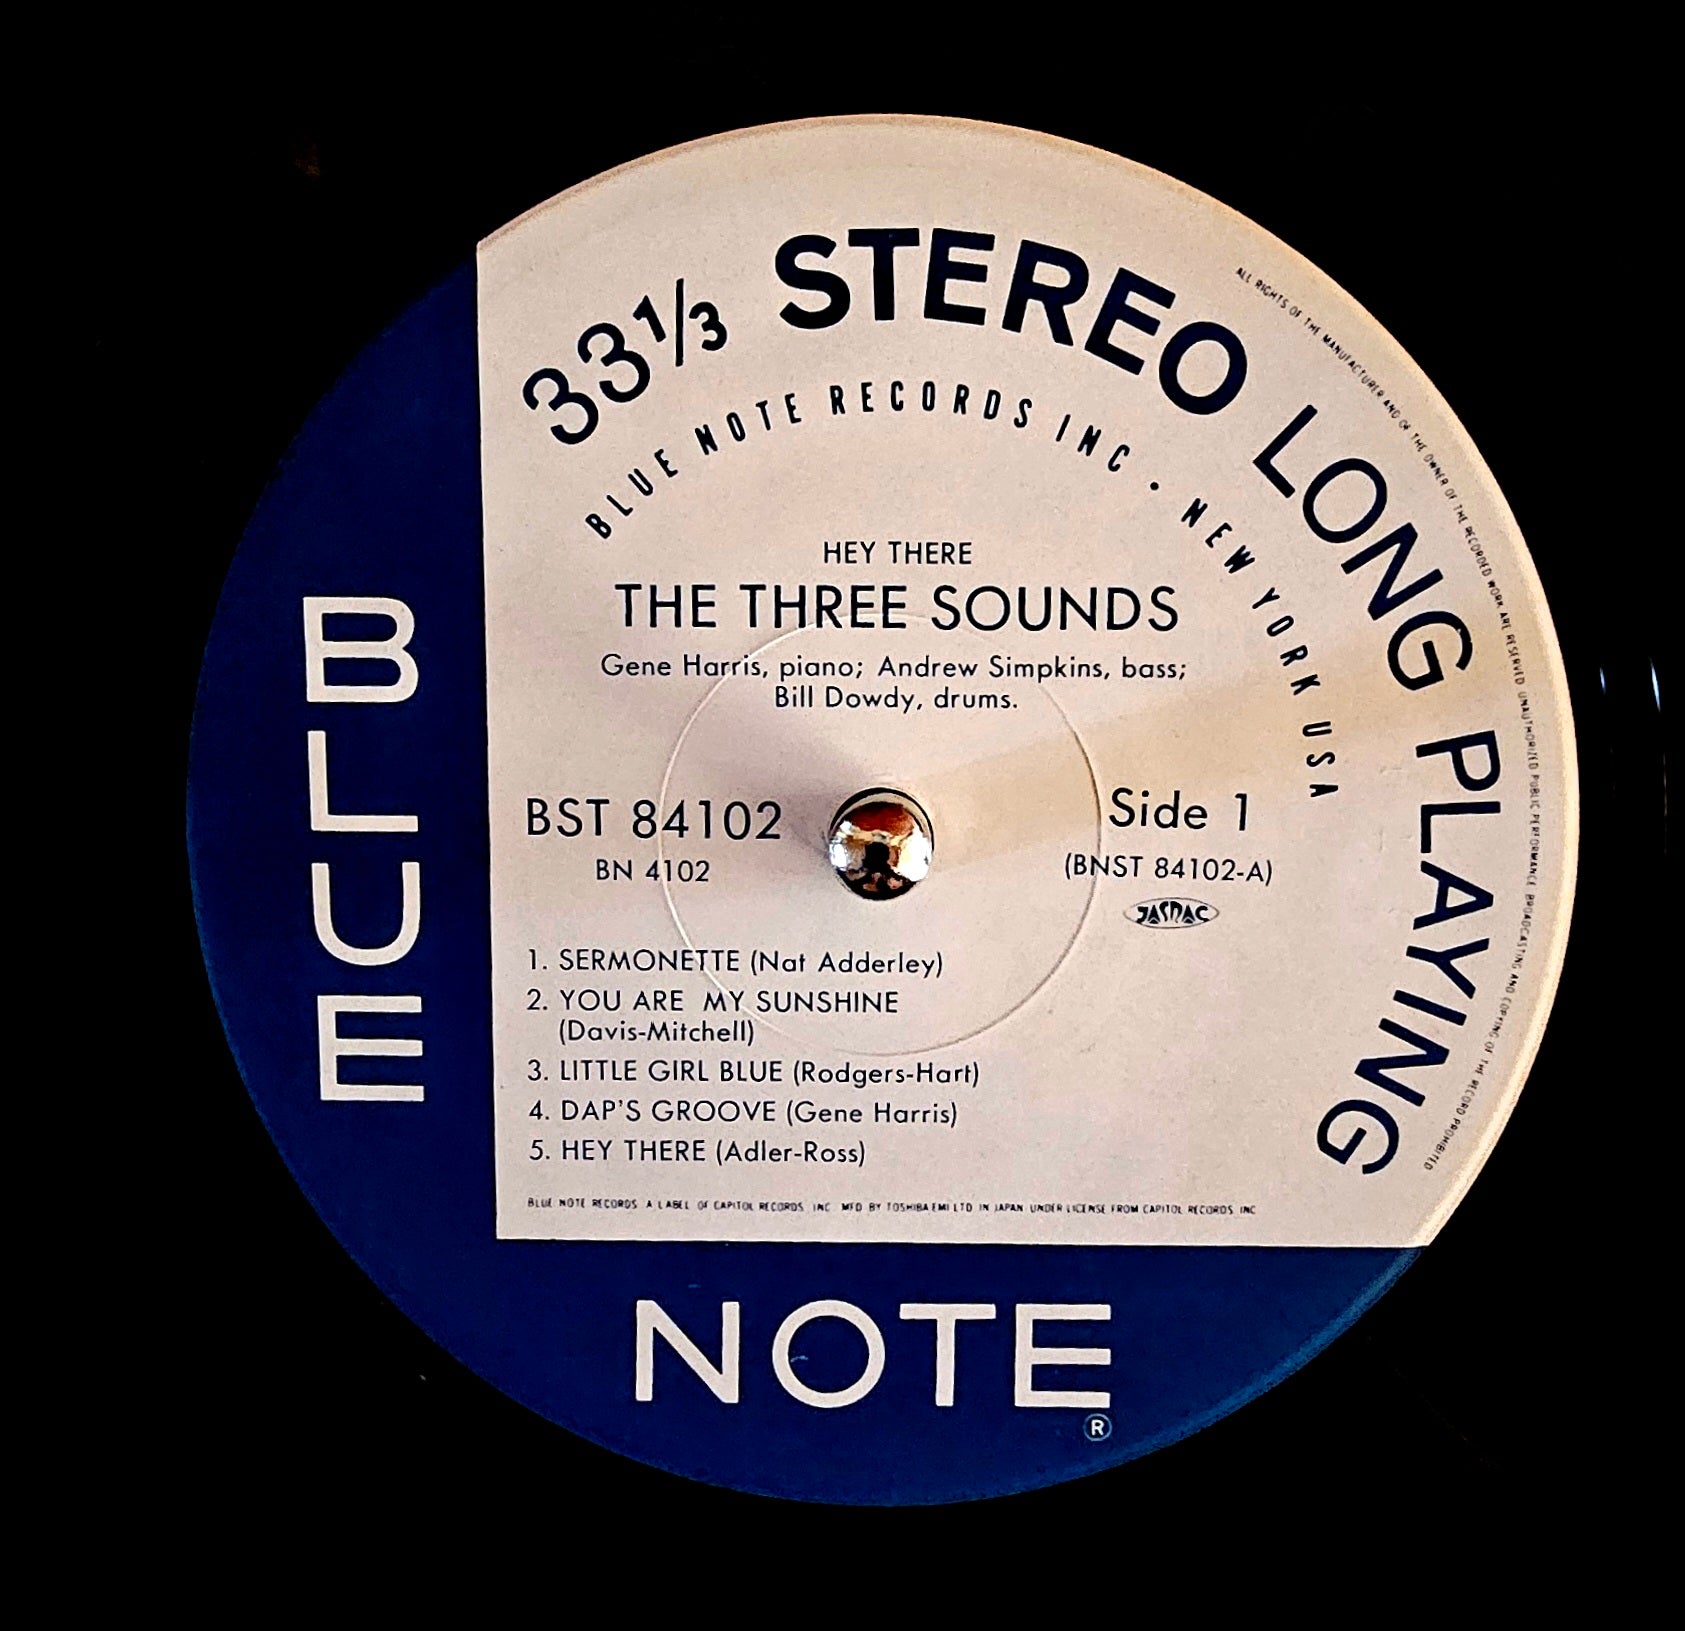 33⅓ STEREO LONG PLAYING
BLUE NOTE RECORDS INC • NEW YORK USA
ALL RIGHTS OF THE MANUFACTURER AND OF THE OWNER OF THE RECORDED WORK ARE RESERVED UNAUTHORIZED PUBLIC PERFORMANCE BROADCASTING AND COPYING OF THE RECORD PROHIBITED
HEY THERE
THE THREE SOUNDS
Gene Harris, piano; Andrew Simpkins, bass;
Bill Dowdy, drums.
BST 84102
BN 4102
Side 1
(BNST 84102-A)
JASRAC
1. SERMONETTE (Nat Adderley)
2. YOU ARE MY SUNSHINE
(Davis-Mitchell)
3. LITTLE GIRL BLUE (Rodgers-Hart)
4. DAP'S GROOVE (Gene Harris)
5. HEY THERE (Adler-Ross)
BLUE NOTE RECORDS A LABEL OF CAPITOL RECORDS, INC MFD BY TOSHIBA EMI LTD IN JAPAN UNDER LICENSE FROM CAPITOL RECORDS INC
BLUE
NOTE
®